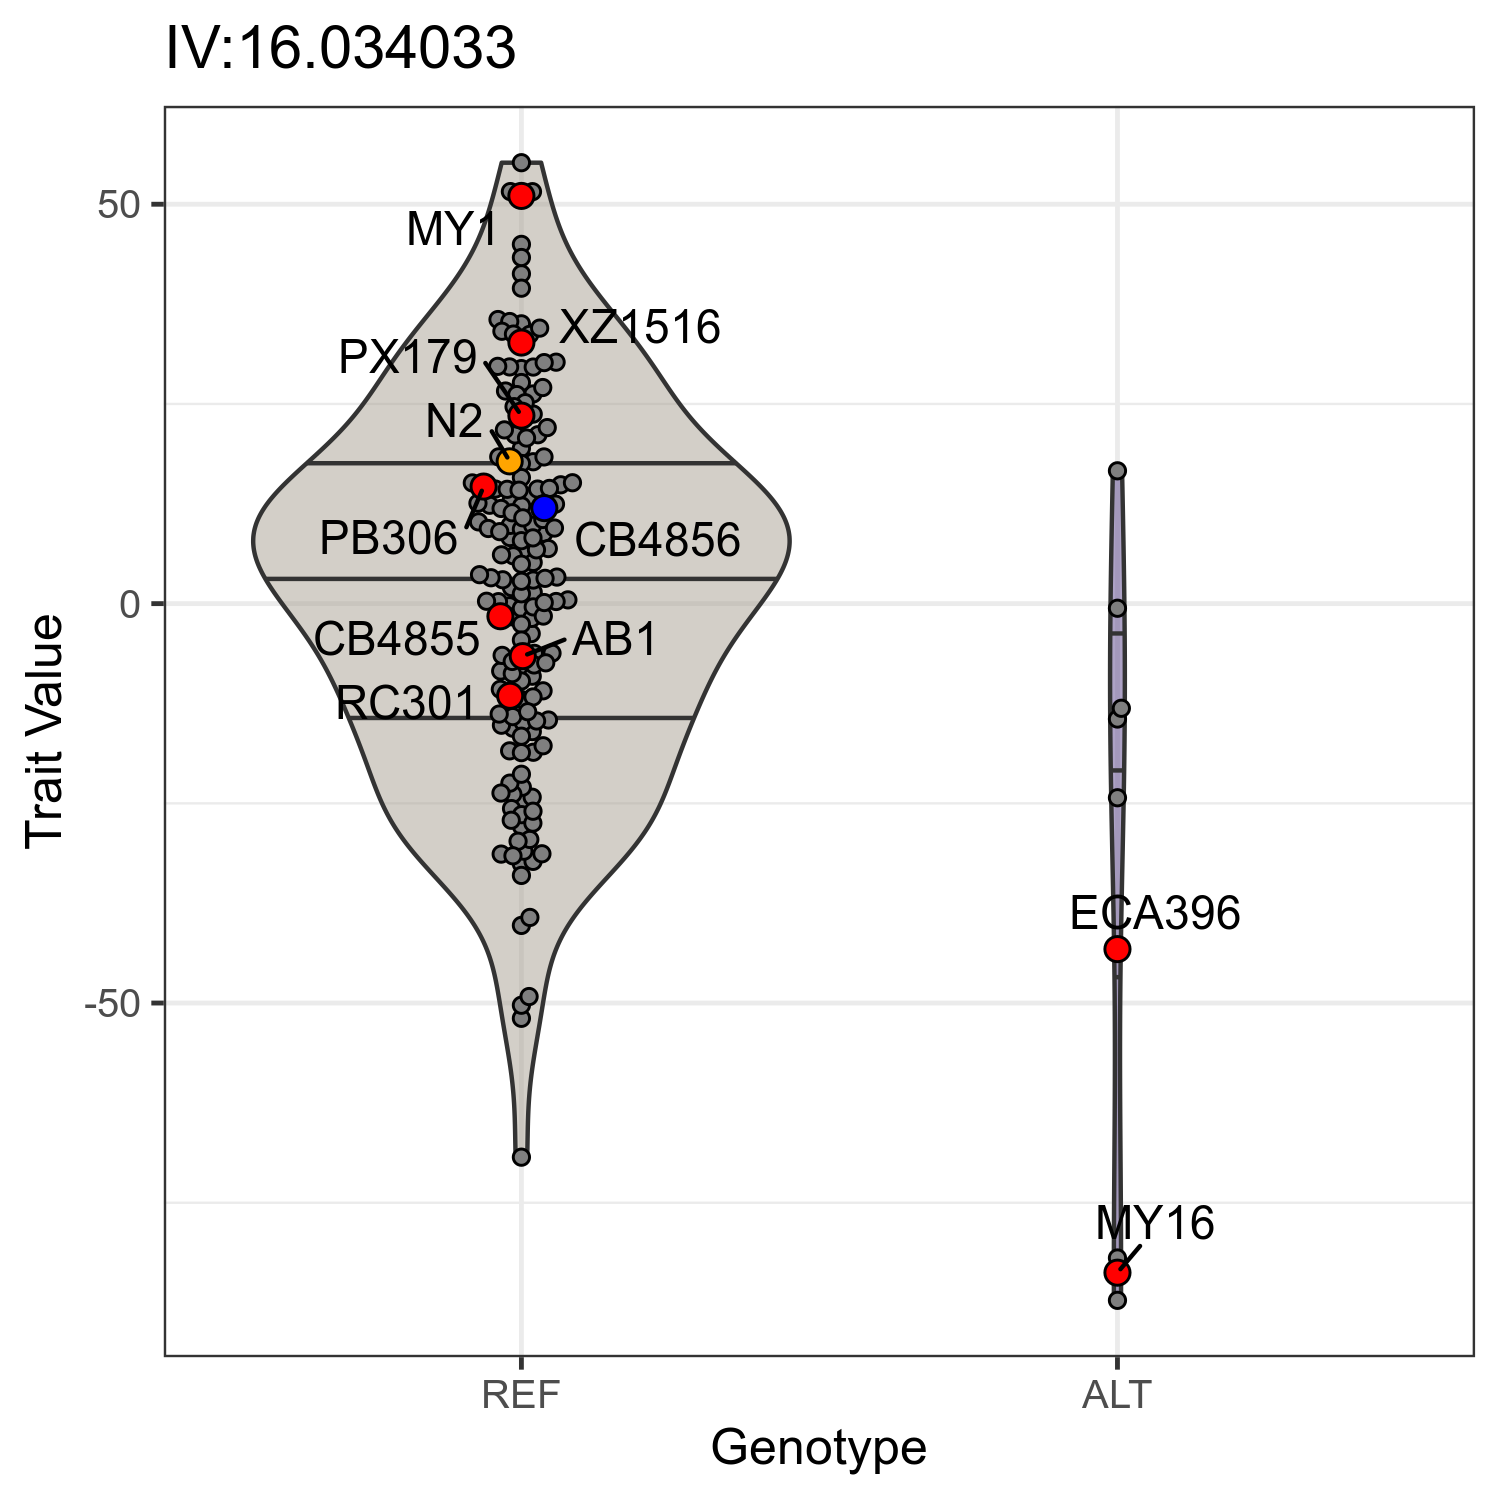 IV:16.034033
50
0
-50
Trait Value
MY1
XZ1516
PX179
N2
PB306
CB4856
CB4855
AB1
RC301
ECA396
MY16
REF
ALT
Genotype